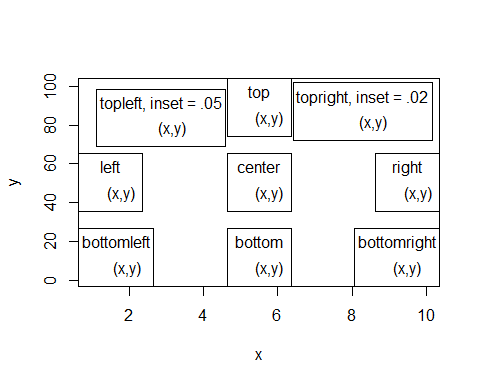 topleft, inset = .05
(x,y)
top
(x,y)
topright, inset = .02
(x,y)
left
(x,y)
center
(x,y)
right
(x,y)
bottomleft
(x,y)
bottom
(x,y)
bottomright
(x,y)
100
80
60
40
20
0
y
2
4
6
8
10
x